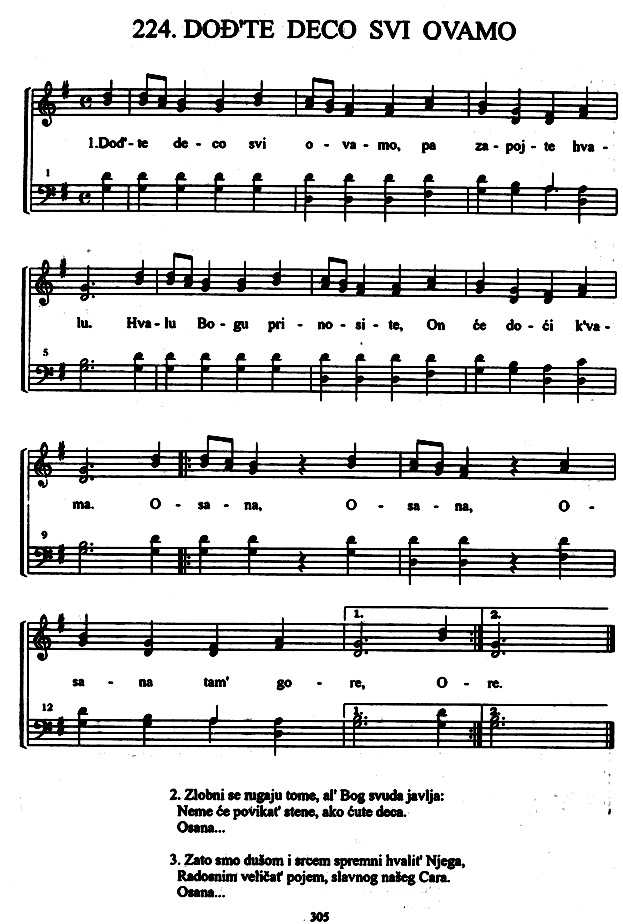 224. DOĐ'TE DECO SVI OVAMO
1.Dođ'- te de - co svi o - va - mo, pa za - poj - te hva -
1
lu. Hva - lu Bo - gu pri - no - si - te, On će do - ći k'va -
5
ma. O - sa - na, O - sa - na, O -
9
1. 2.
sa - na tam' go - re, O - re.
12
1. 2.
2. Zlobni se rugaju tome, al' Bog svuda javlja:
Neme će povikat' stene, ako ćute deca.
Osana...
3. Zato smo dušom i srcem spremni hvalit' Njega,
Radosnim veličat' pojem, slavnog našeg Cara.
Osana...
305